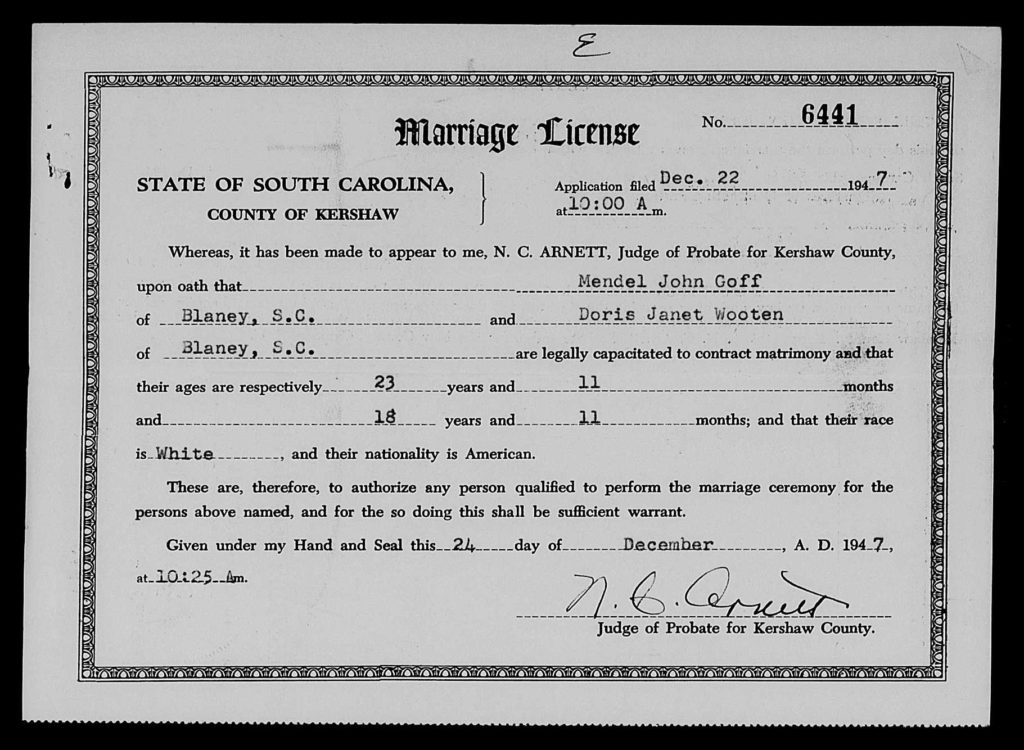 E
Marriage License
No. 6441
STATE OF SOUTH CAROLINA,
COUNTY OF KERSHAW
Application filed Dec. 22 1947
at 10:00 A m.
Whereas, it has been made to appear to me, N. C. ARNETT, Judge of Probate for Kershaw County,
upon oath that Mendel John Goff
of Blaney, S.C. and Doris Janet Wooten
of Blaney, S.C. are legally capacitated to contract matrimony and that
their ages are respectively 23 years and 11 months
and 18 years and 11 months; and that their race
is White, and their nationality is American.
These are, therefore, to authorize any person qualified to perform the marriage ceremony for the
persons above named, and for the so doing this shall be sufficient warrant.
Given under my Hand and Seal this 24 day of December, A. D. 1947,
at 10:25 Am.
N. C. Arnett
Judge of Probate for Kershaw County.